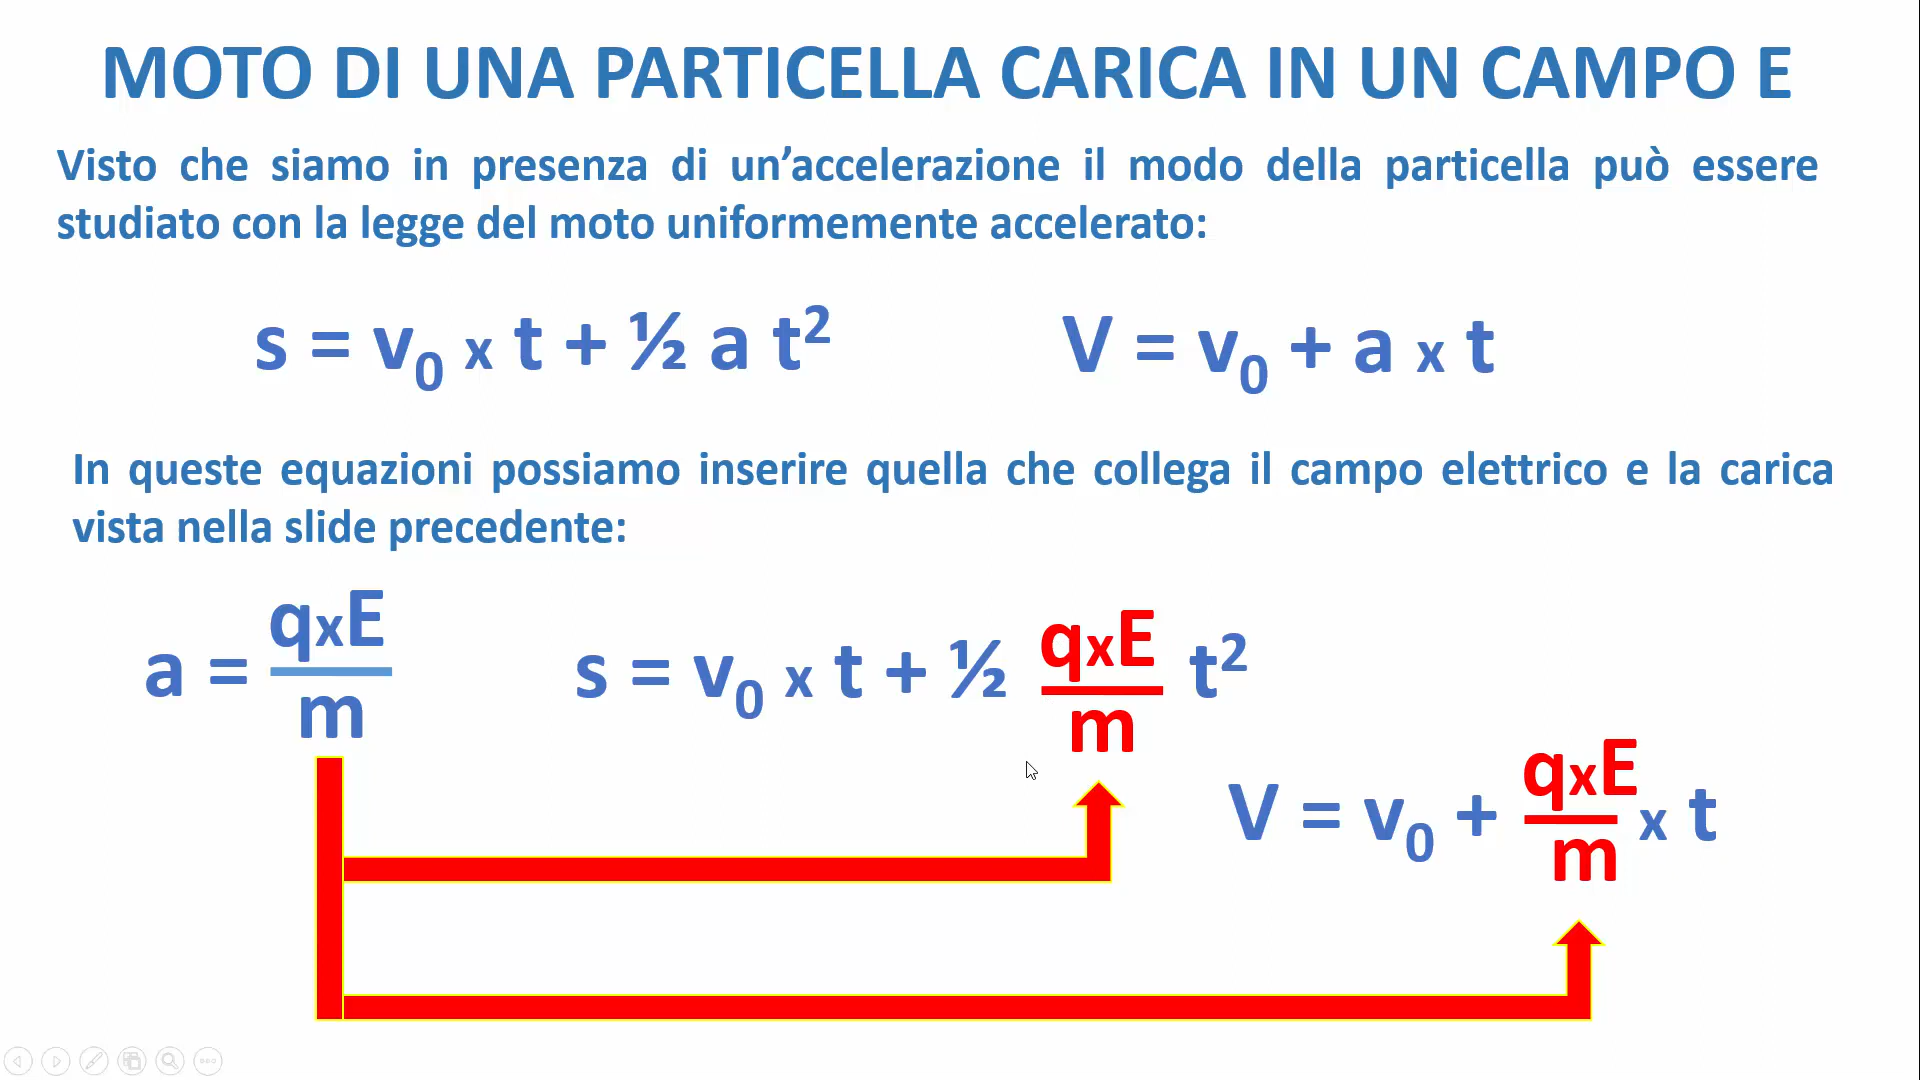 MOTO DI UNA PARTICELLA CARICA IN UN CAMPO E
Visto che siamo in presenza di un’accelerazione il modo della particella può essere
studiato con la legge del moto uniformemente accelerato:
s = v₀ x t + ½ a t²
V = v₀ + a x t
In queste equazioni possiamo inserire quella che collega il campo elettrico e la carica
vista nella slide precedente:
a = qxE/m
s = v₀ x t + ½ qxE/m t²
V = v₀ + qxE/m x t